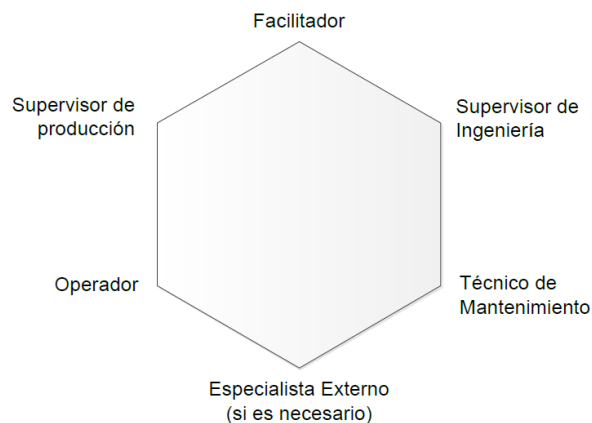 Facilitador
Supervisor de
producción
Supervisor de
Ingeniería
Operador
Técnico de
Mantenimiento
Especialista Externo
(si es necesario)